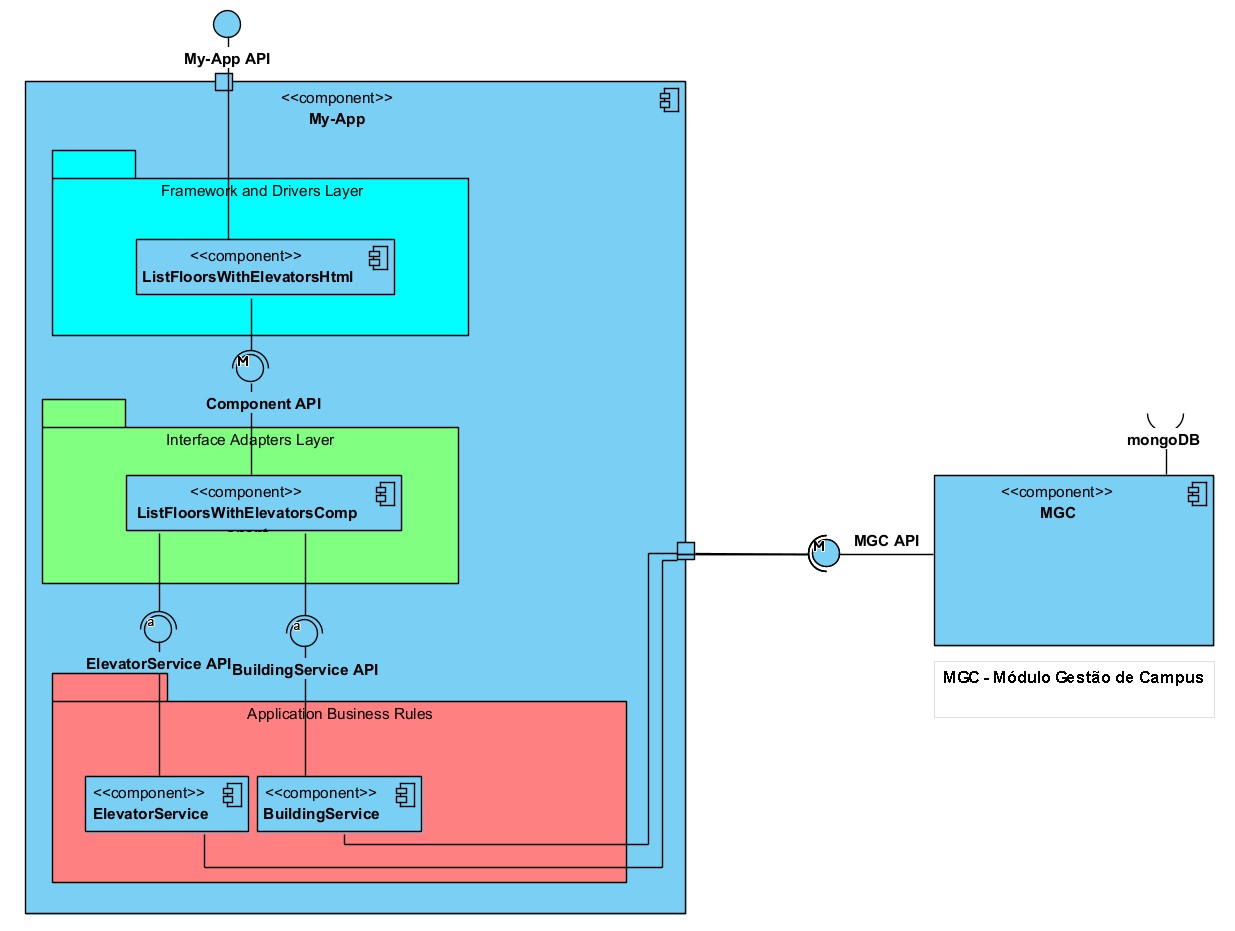 My-App API
<<component>>
My-App
Framework and Drivers Layer
<<component>>
ListFloorsWithElevatorsHtml
M
Component API
Interface Adapters Layer
<<component>>
ListFloorsWithElevatorsComp
mongoDB
<<component>>
MGC
M
MGC API
a
a
ElevatorService API
BuildingService API
MGC - Módulo Gestão de Campus
Application Business Rules
<<component>>
ElevatorService
<<component>>
BuildingService